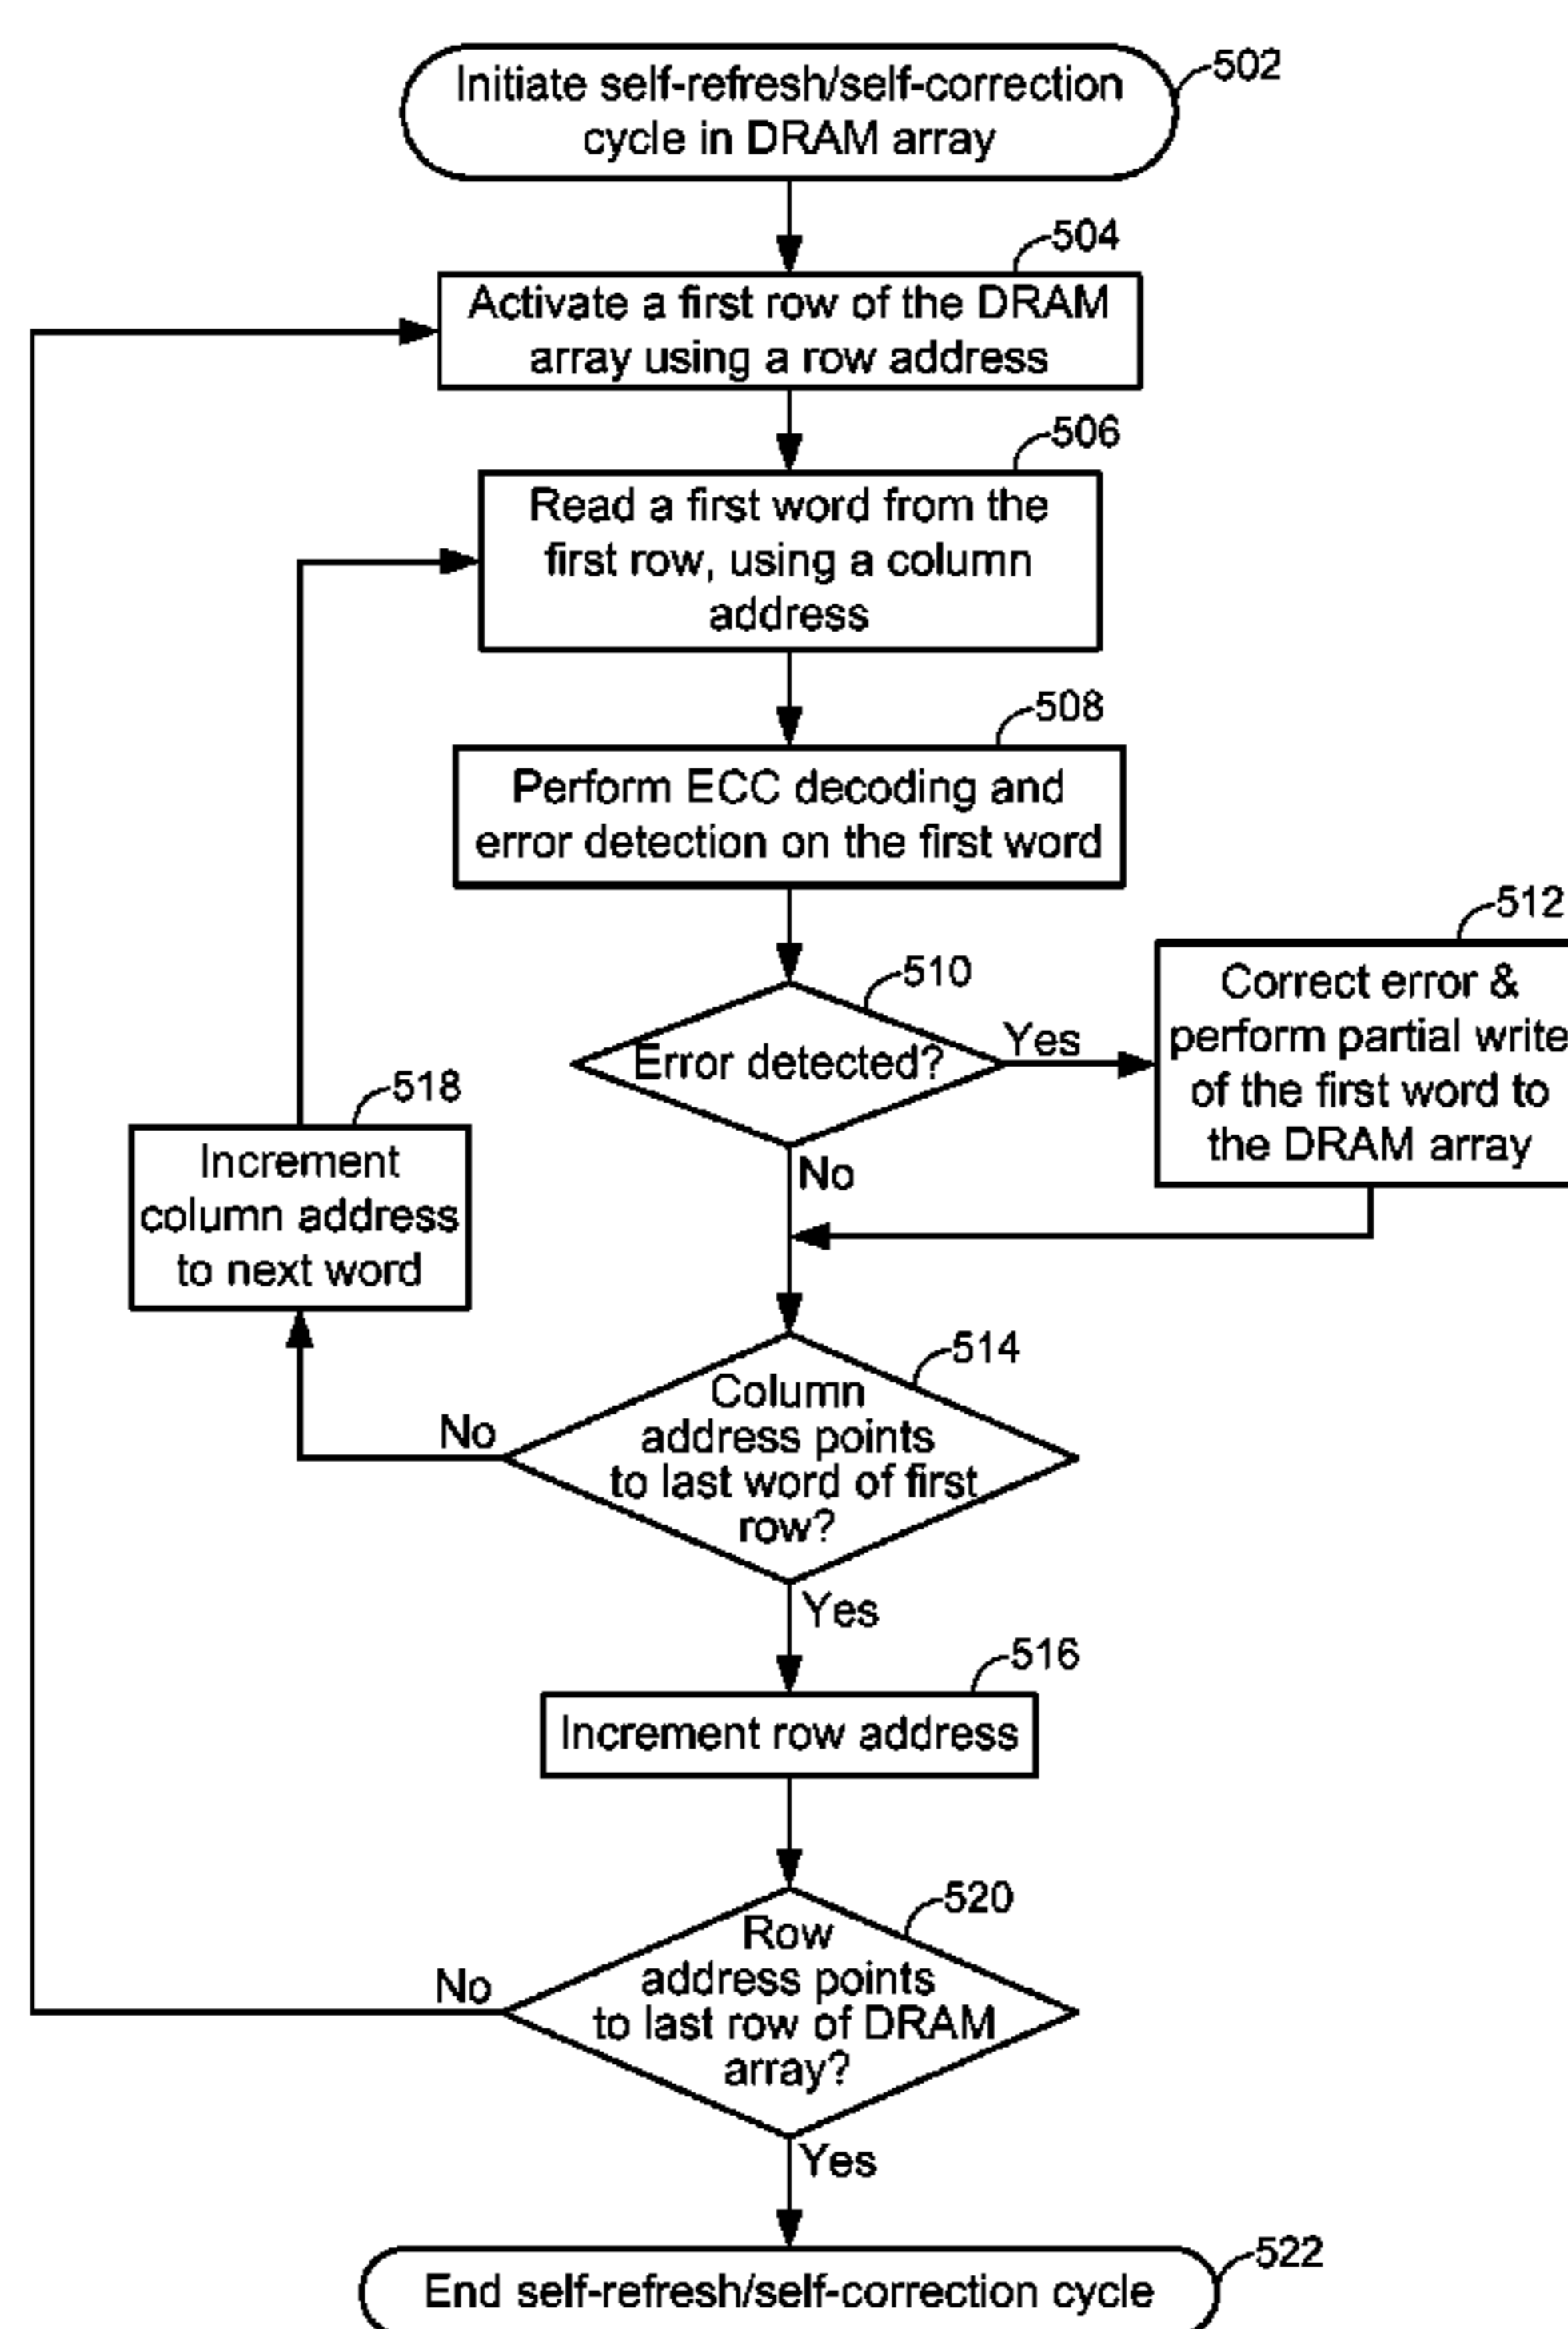 Initiate self-refresh/self-correction
cycle in DRAM array
502
504
Activate a first row of the DRAM
array using a row address
506
Read a first word from the
first row, using a column
address
508
Perform ECC decoding and
error detection on the first word
510
Error detected?
Yes
No
512
Correct error &
perform partial write
of the first word to
the DRAM array
518
Increment
column address
to next word
514
Column
address points
to last word of first
row?
No
Yes
516
Increment row address
520
Row
address points
to last row of DRAM
array?
No
Yes
522
End self-refresh/self-correction cycle